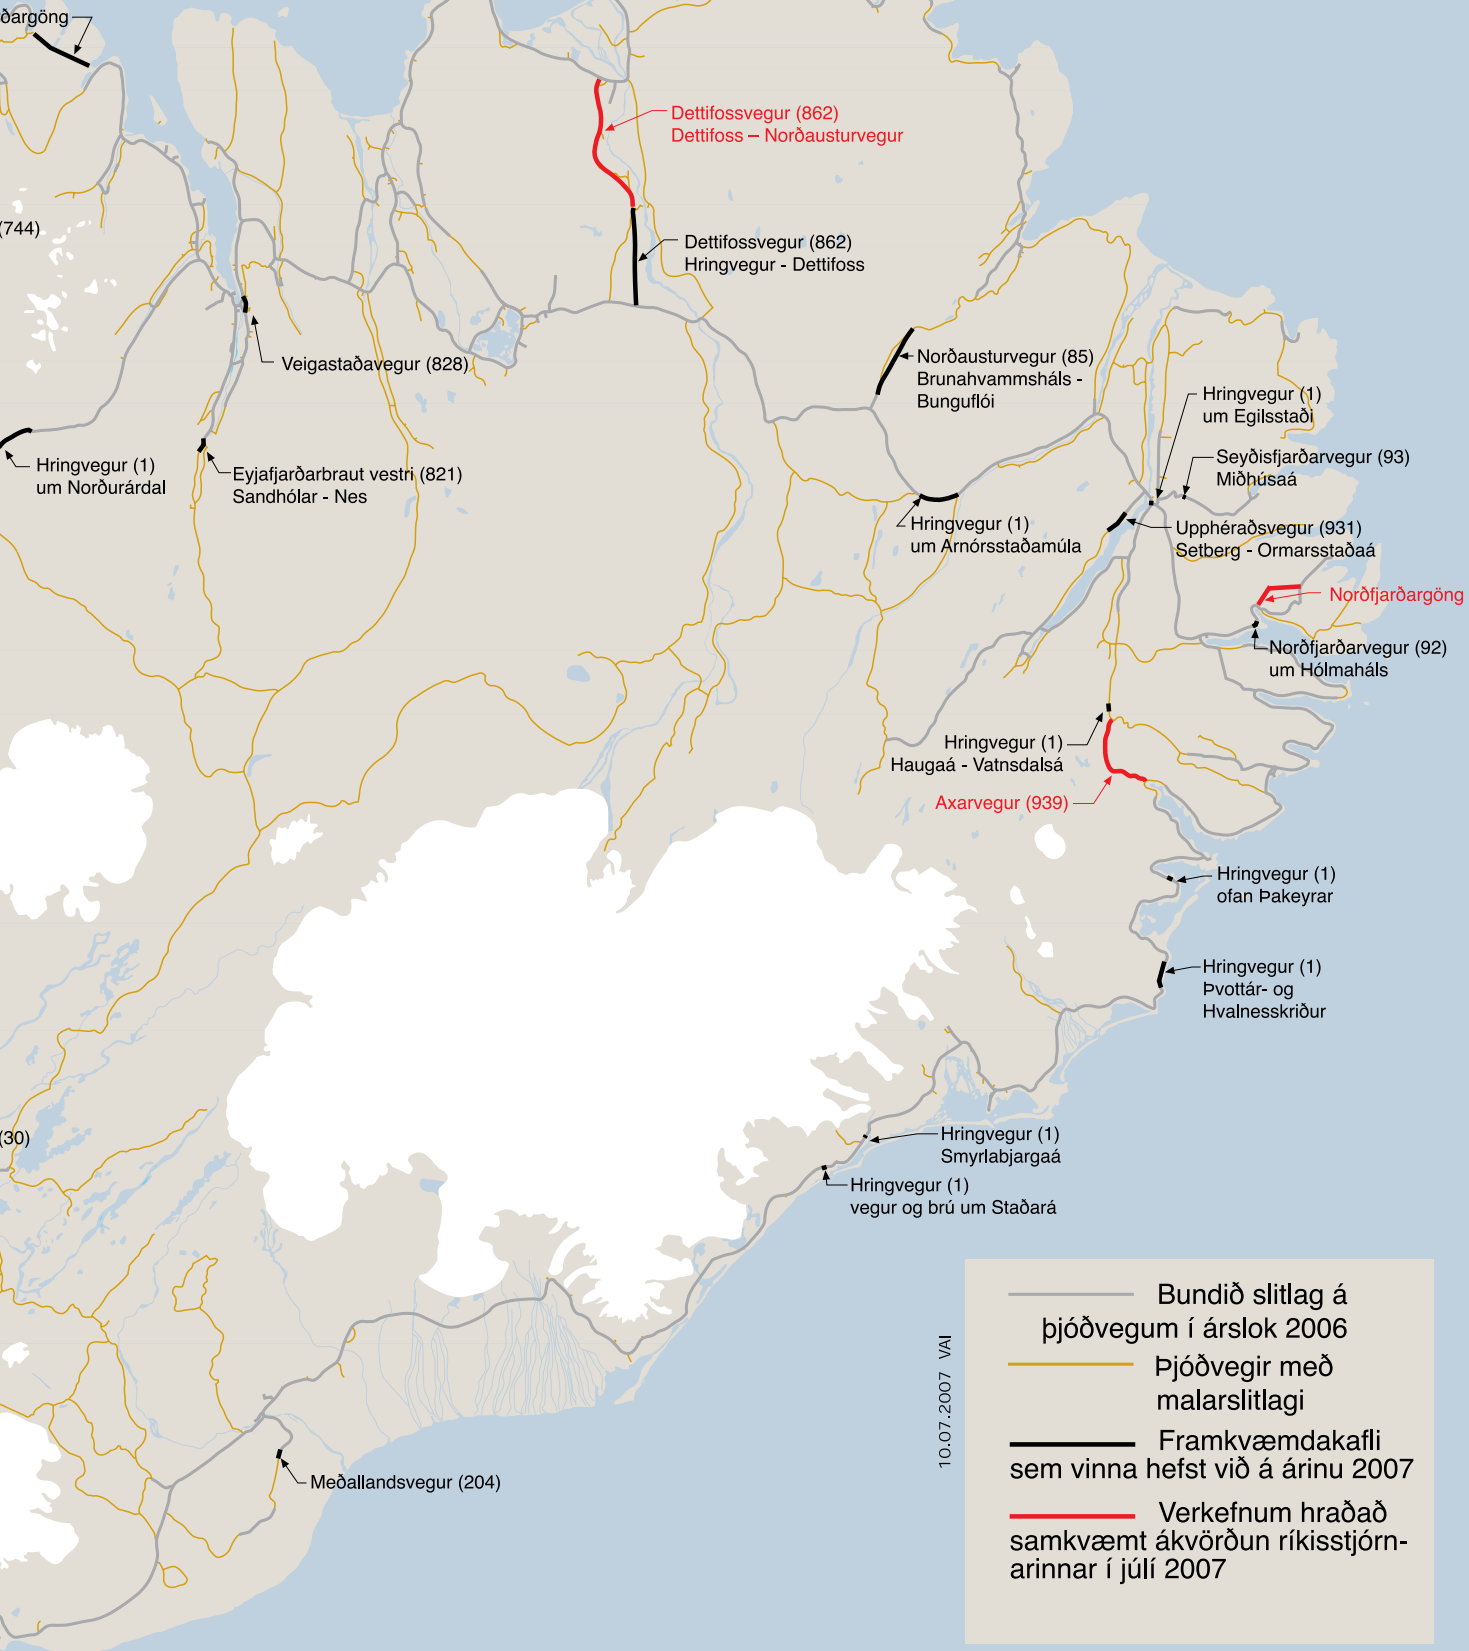 ðargöng
Dettifossvegur (862)
Dettifoss – Norðausturvegur
(744)
Dettifossvegur (862)
Hringvegur - Dettifoss
Veigastaðavegur (828)
Norðausturvegur (85)
Brunahvammsháls -
Bunguflói
Hringvegur (1)
um Egilsstaði
Hringvegur (1)
um Norðurárdal
Eyjafjarðarbraut vestri (821)
Sandhólar - Nes
Seyðisfjarðarvegur (93)
Miðhúsaá
Hringvegur (1)
um Arnórsstaðamúla
Upphéraðsvegur (931)
Setberg - Ormarsstaðaá
Norðfjarðargöng
Norðfjarðarvegur (92)
um Hólmaháls
Hringvegur (1)
Haugaá - Vatnsdalsá
Axarvegur (939)
Hringvegur (1)
ofan Þakeyrar
Hringvegur (1)
Þvottár- og
Hvalnesskriður
(30)
Hringvegur (1)
Smyrlabjargaá
Hringvegur (1)
vegur og brú um Staðará
Meðallandsvegur (204)
10.07.2007 VAI
Bundið slitlag á
þjóðvegum í árslok 2006
Þjóðvegir með
malarslitlagi
Framkvæmdakafli
sem vinna hefst við á árinu 2007
Verkefnum hraðað
samkvæmt ákvörðun ríkisstjórn-
arinnar í júlí 2007